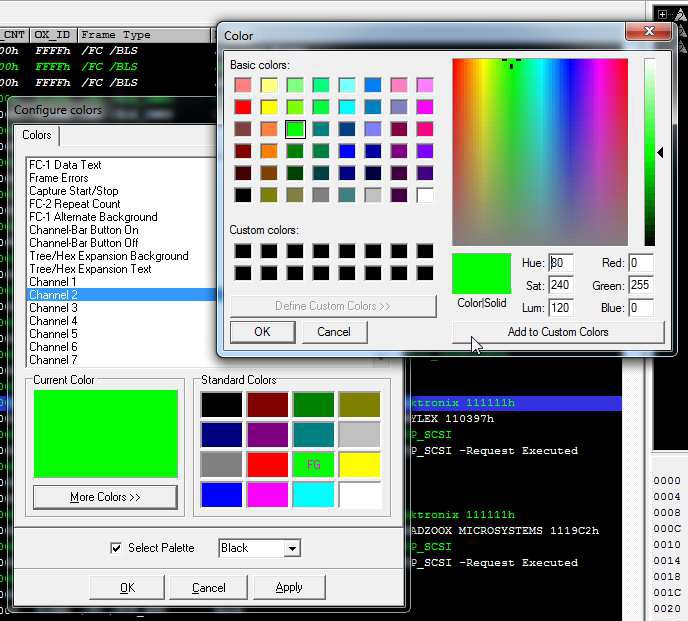 _CNT OX_ID Frame Type
00h FFFFh /FC /BLS
00h FFFFh /FC /BLS
00h FFFFh /FC /BLS
Color
Basic colors:
Custom colors:
Define Custom Colors >>
OK Cancel
Color|Solid
Hue: 80 Red: 0
Sat: 240 Green: 255
Lum: 120 Blue: 0
Add to Custom Colors
Configure colors
Colors
FC-1 Data Text
Frame Errors
Capture Start/Stop
FC-2 Repeat Count
FC-1 Alternate Background
Channel-Bar Button On
Channel-Bar Button Off
Tree/Hex Expansion Background
Tree/Hex Expansion Text
Channel 1
Channel 2
Channel 3
Channel 4
Channel 5
Channel 6
Channel 7
Current Color
More Colors >>
Standard Colors
FG
Select Palette Black
OK Cancel Apply
ktronix 111111h
YLEX 110397h
P_SCSI
P_SCSI -Request Executed
ktronix 111111h
ADZOOX MICROSYSTEMS 1119C2h
P_SCSI
P_SCSI -Request Executed
0000
0004
0008
000C
0010
0014
0018
001C
0020